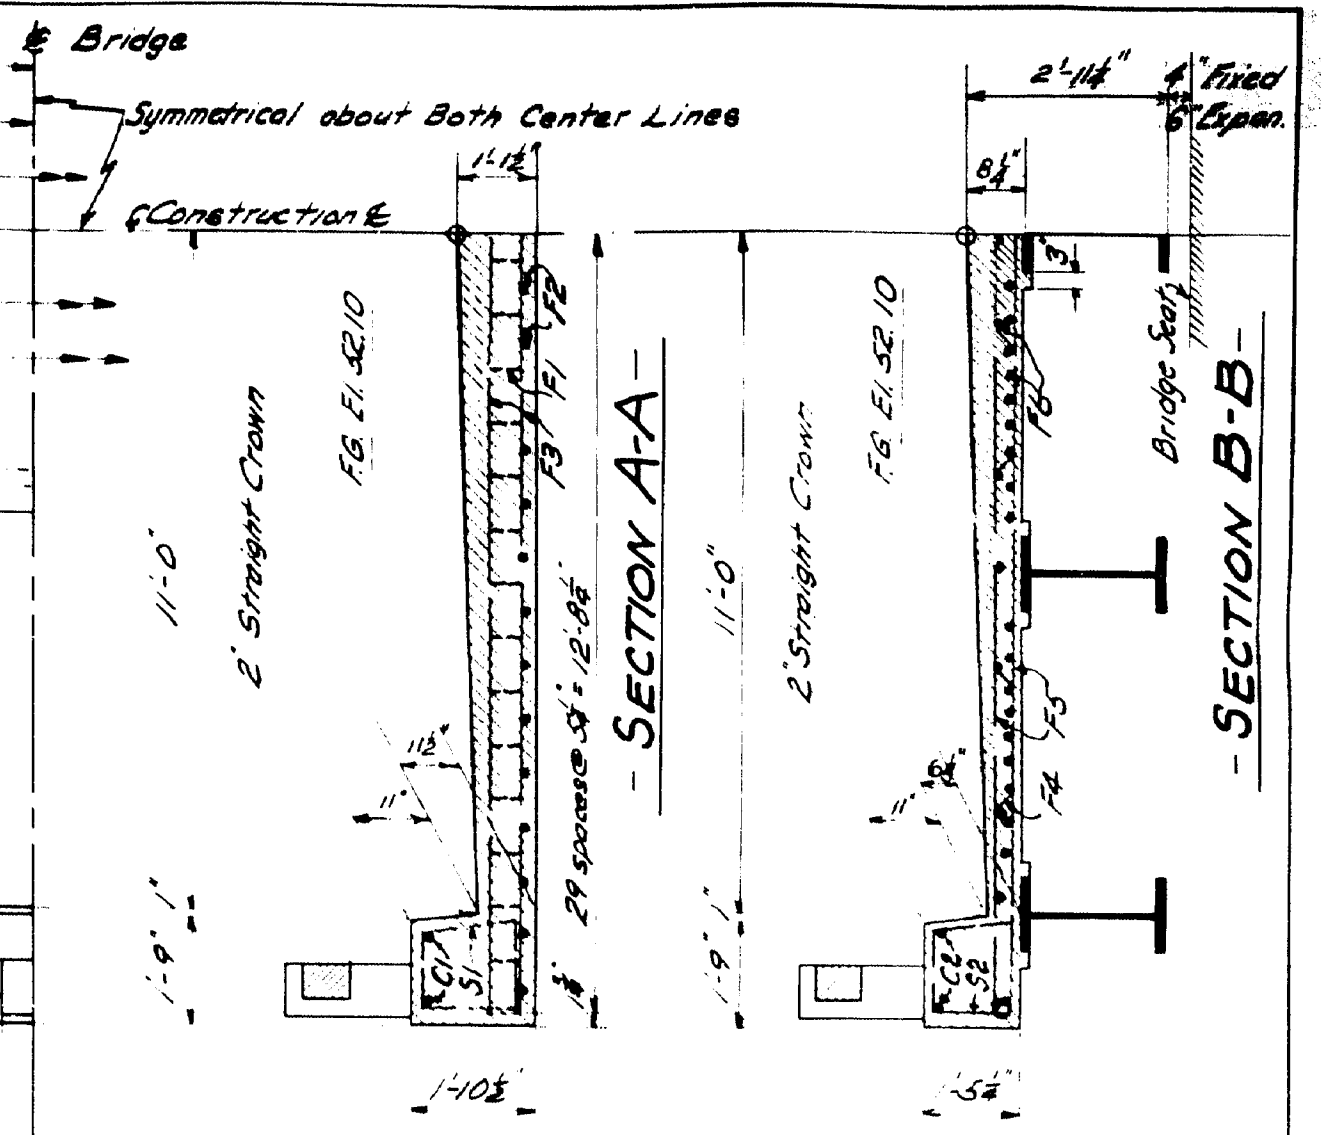 ℄ Bridge
Symmetrical about Both Center Lines
℄ Construction ℄
1'-1½"
2'-11¼"
4" Fixed
6" Expan.
8¼"
3"
F.G. El. 52.10
2" Straight Crown
11'-0"
F2
F1
F3
- SECTION A-A -
29 spaces @ 5¼" = 12'-8¼"
11½"
11"
1"
1'-9"
C1
S1
1'-10½"
F.G. El. 52.10
2" Straight Crown
11'-0"
F6
Bridge Seat
- SECTION B-B -
F5
F4
6¼"
11"
1"
1'-9"
C2
S2
1'-5¼"